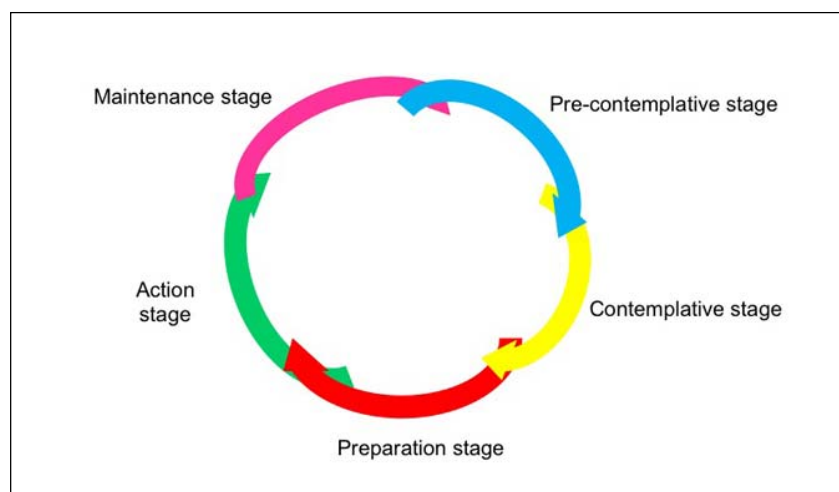 Maintenance stage
Pre-contemplative stage
Action
stage
Contemplative stage
Preparation stage